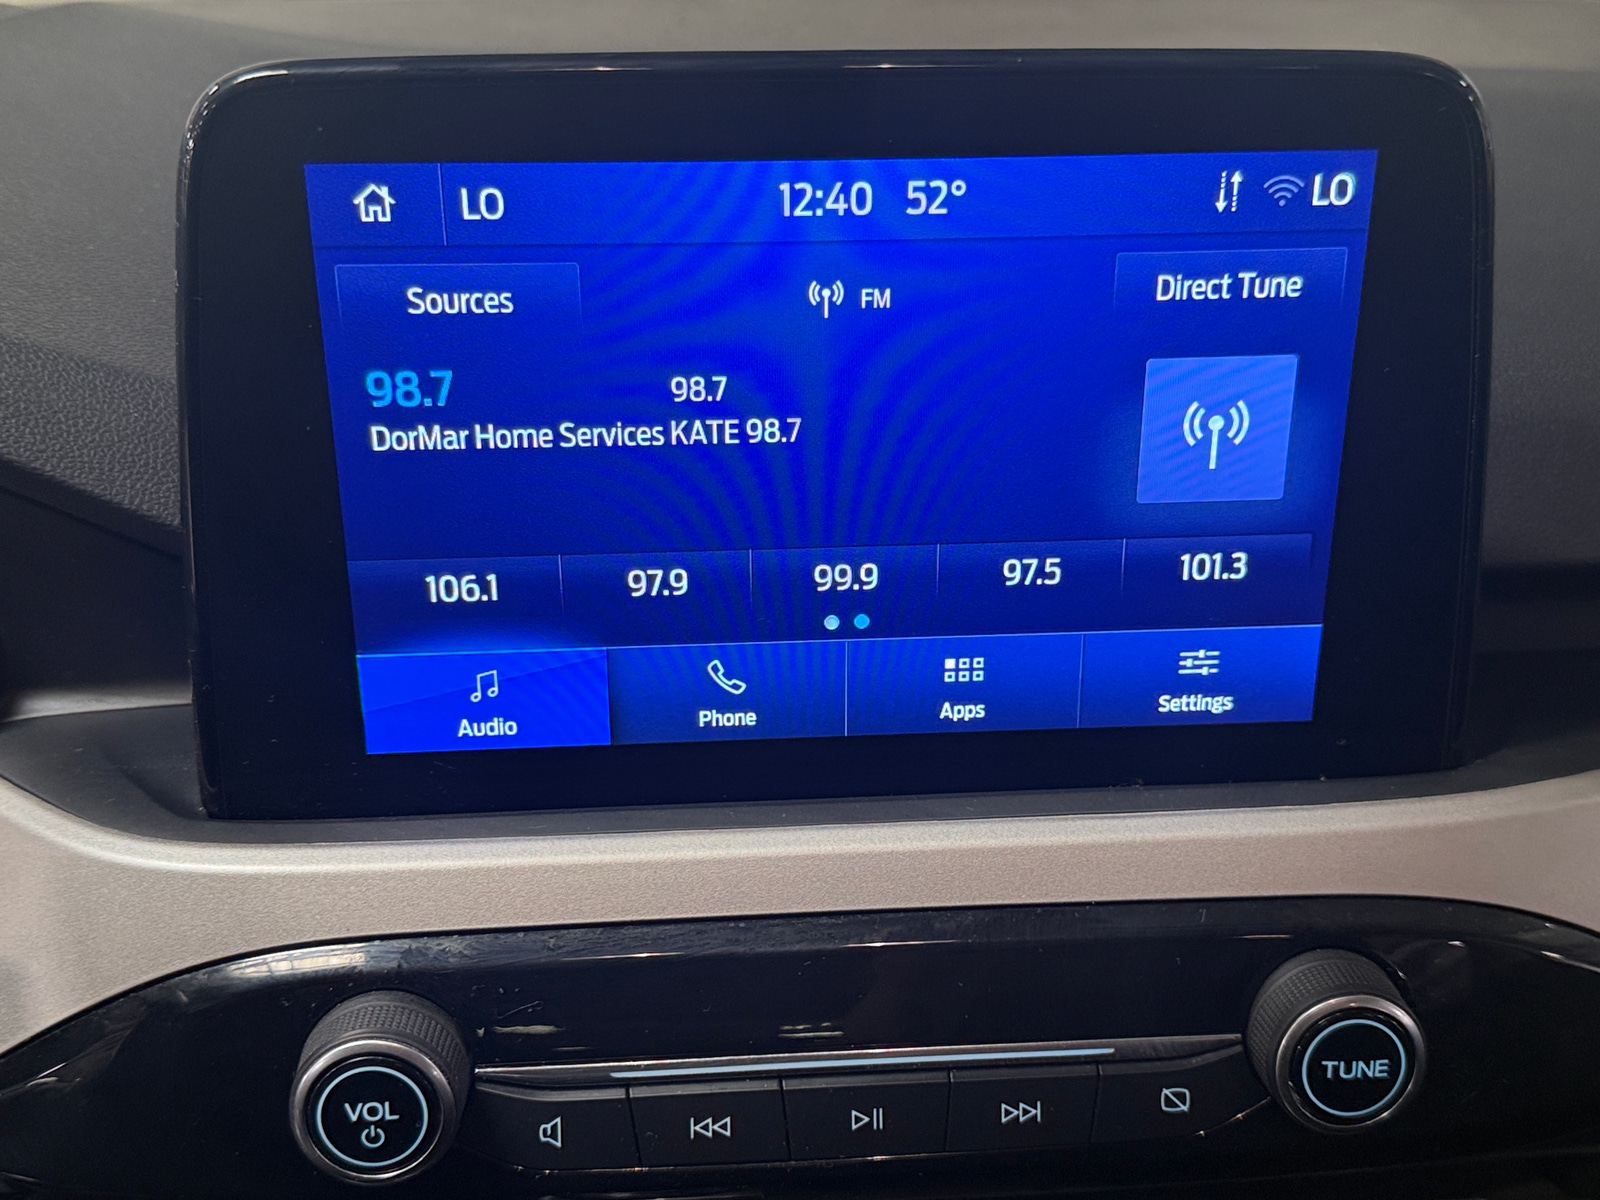 LO 12:40 52° LO
Sources FM Direct Tune
98.7 98.7
DorMar Home Services KATE 98.7
106.1 97.9 99.9 97.5 101.3
Audio Phone Apps Settings
VOL TUNE